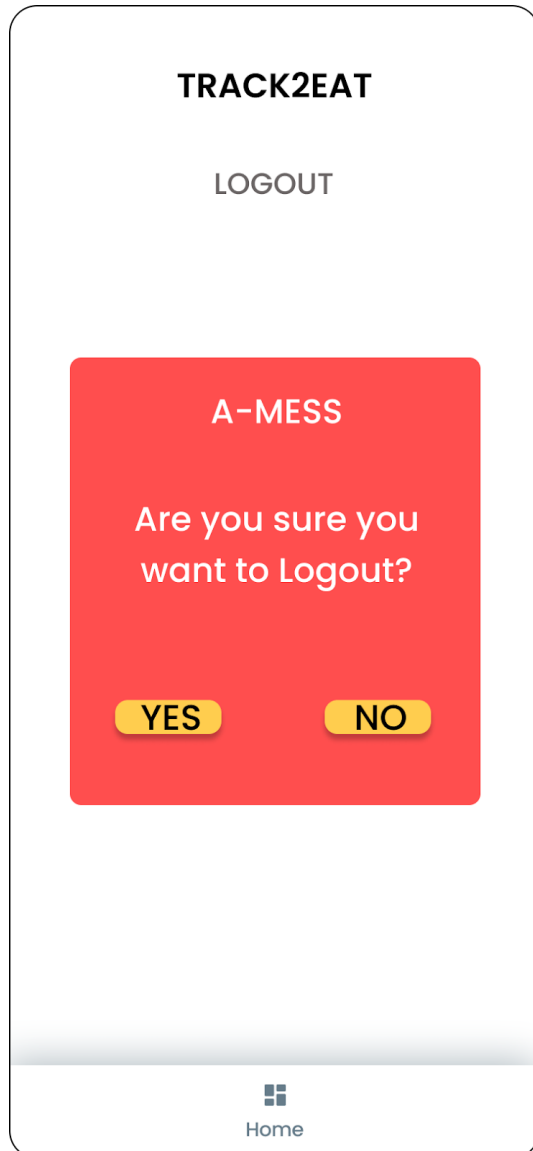 TRACK2EAT
LOGOUT
A-MESS
Are you sure you
want to Logout?
YES
NO
Home